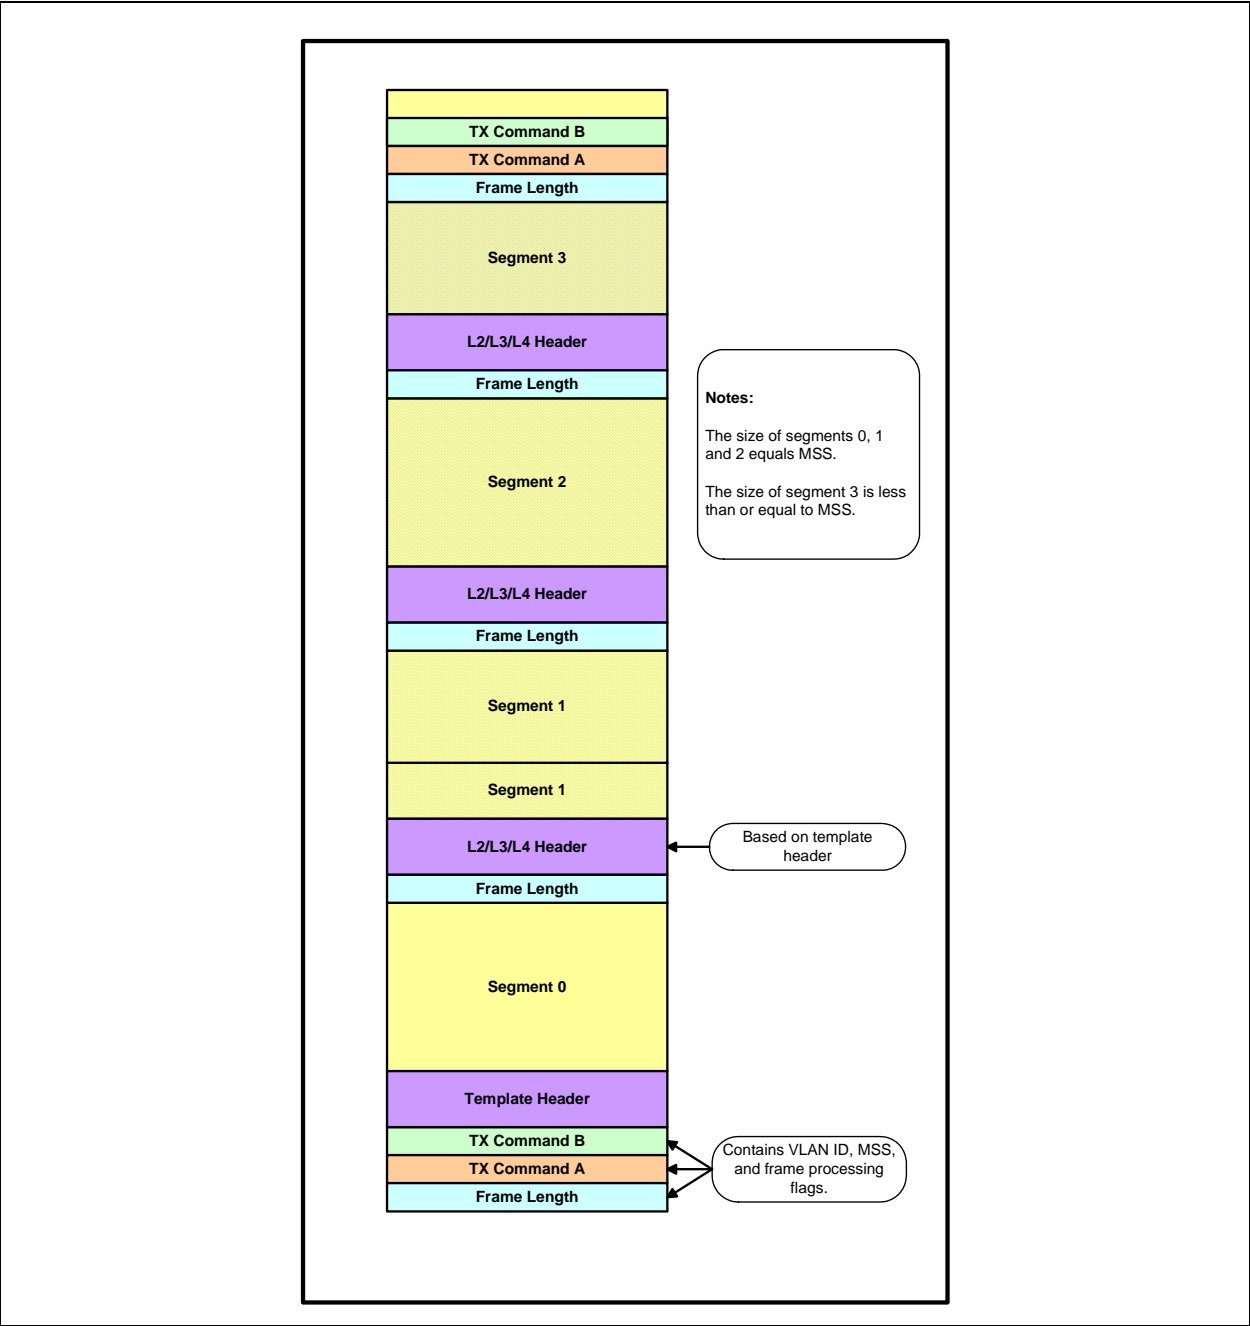 TX Command B
TX Command A
Frame Length
Segment 3
L2/L3/L4 Header
Frame Length
Segment 2
L2/L3/L4 Header
Frame Length
Segment 1
Segment 1
L2/L3/L4 Header
Frame Length
Segment 0
Template Header
TX Command B
TX Command A
Frame Length
Notes:
The size of segments 0, 1
and 2 equals MSS.
The size of segment 3 is less
than or equal to MSS.
Based on template
header
Contains VLAN ID, MSS,
and frame processing
flags.